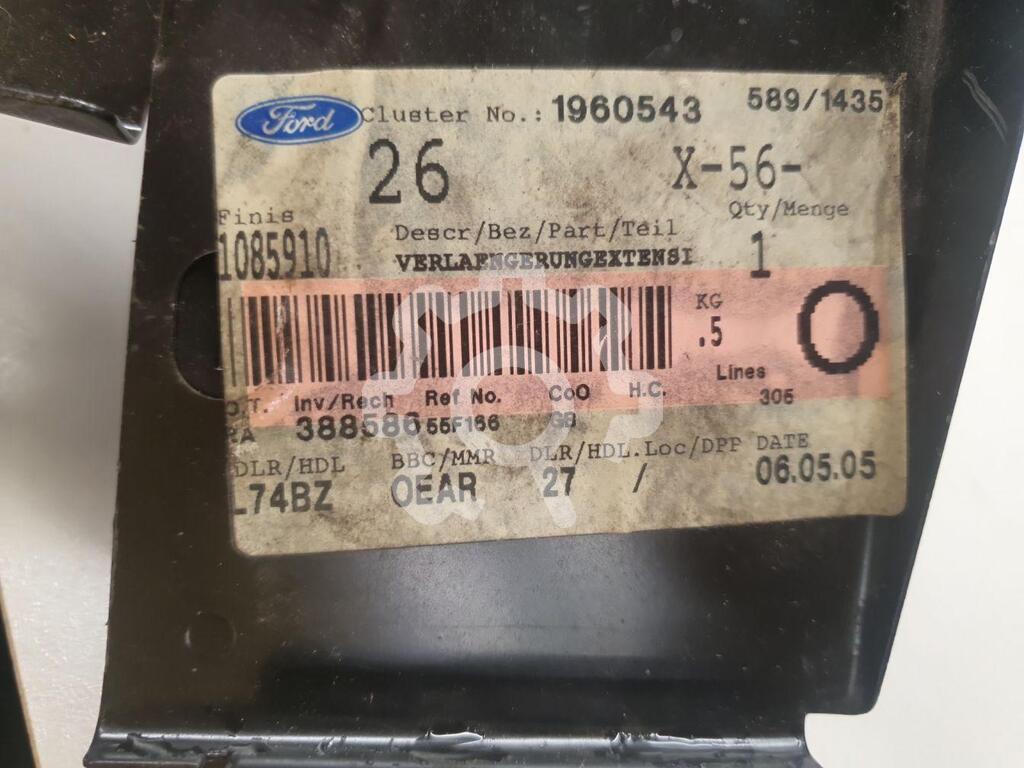 Ford Cluster No.: 1960543 589/1435
26 X-56-
Finis Descr/Bez/Part/Teil Qty/Menge
1085910 VERLAENGERUNGEXTENSI 1
KG
.5
Lines
305
O.T. Inv/Rech Ref No. CoO H.C.
RA 388586 55F166 GB
DLR/HDL BBC/MMR DLR/HDL.Loc/DPP DATE
L74BZ OEAR 27 / 06.05.05